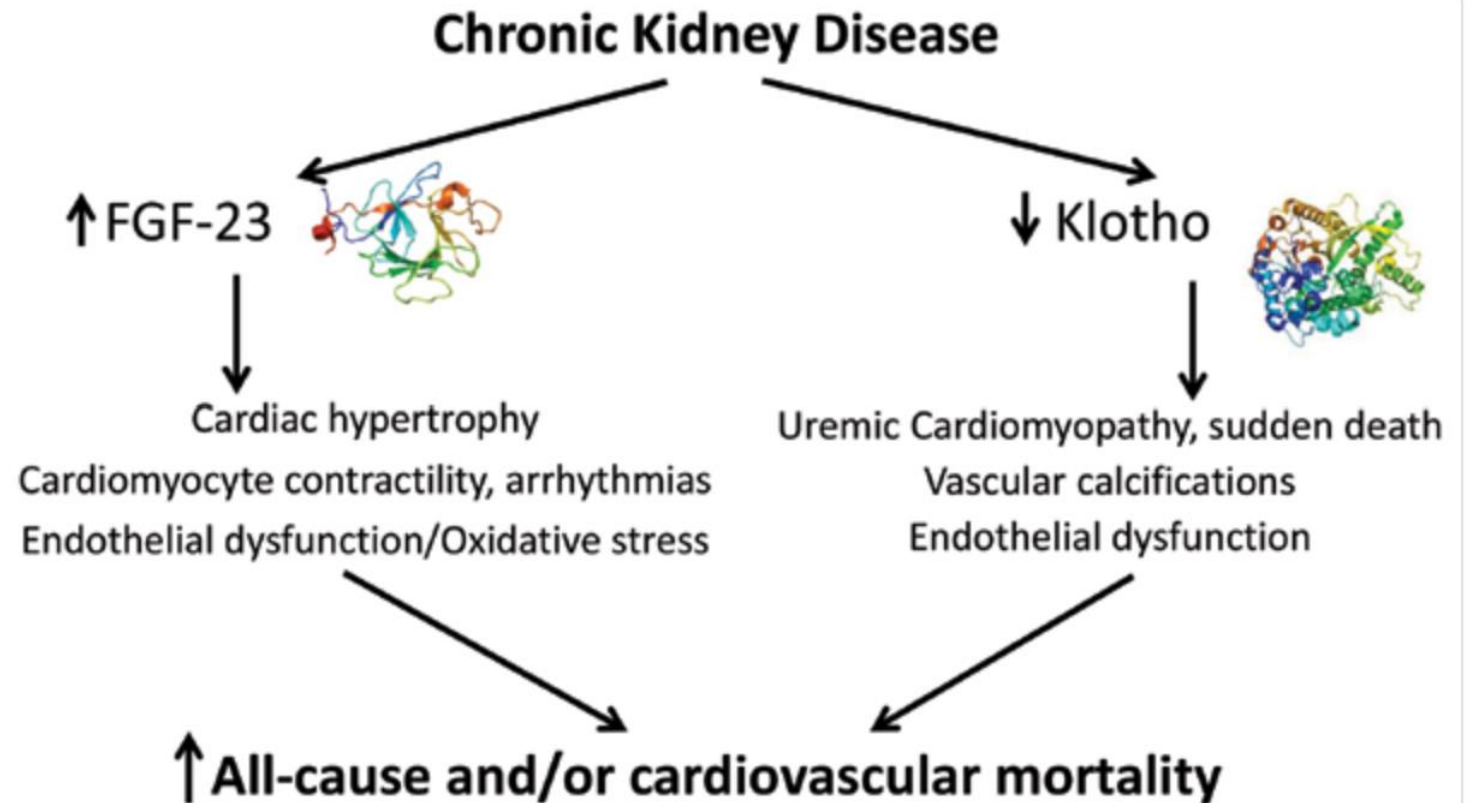 Chronic Kidney Disease
↑ FGF-23
↓ Klotho
Cardiac hypertrophy
Cardiomyocyte contractility, arrhythmias
Endothelial dysfunction/Oxidative stress
Uremic Cardiomyopathy, sudden death
Vascular calcifications
Endothelial dysfunction
↑ All-cause and/or cardiovascular mortality